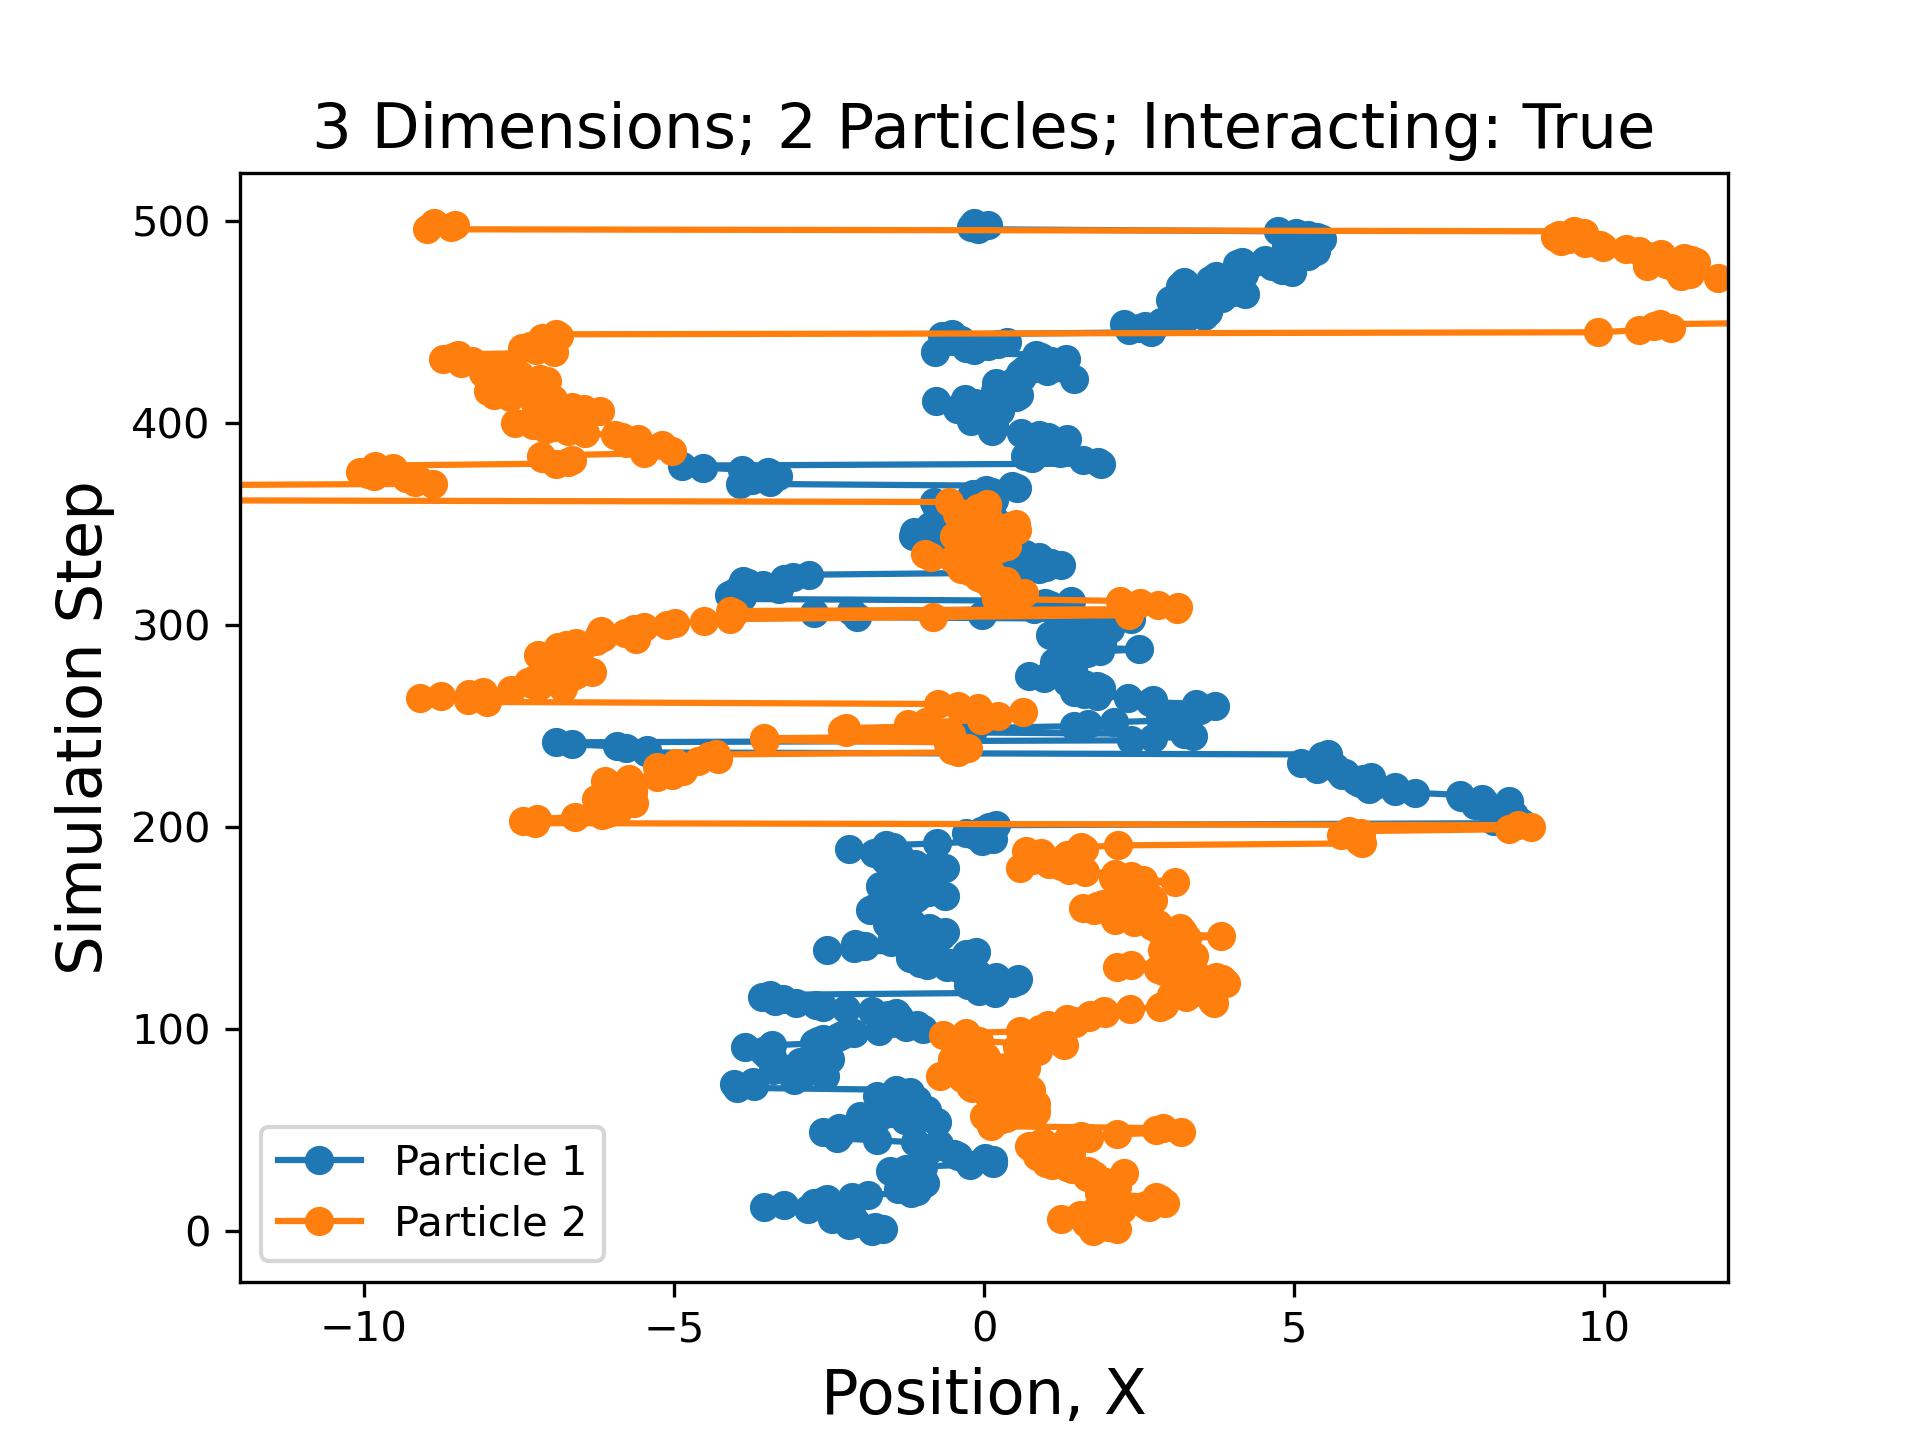 3 Dimensions; 2 Particles; Interacting: True
Simulation Step
500
400
300
200
100
0
Particle 1
Particle 2
−10
−5
0
5
10
Position, X